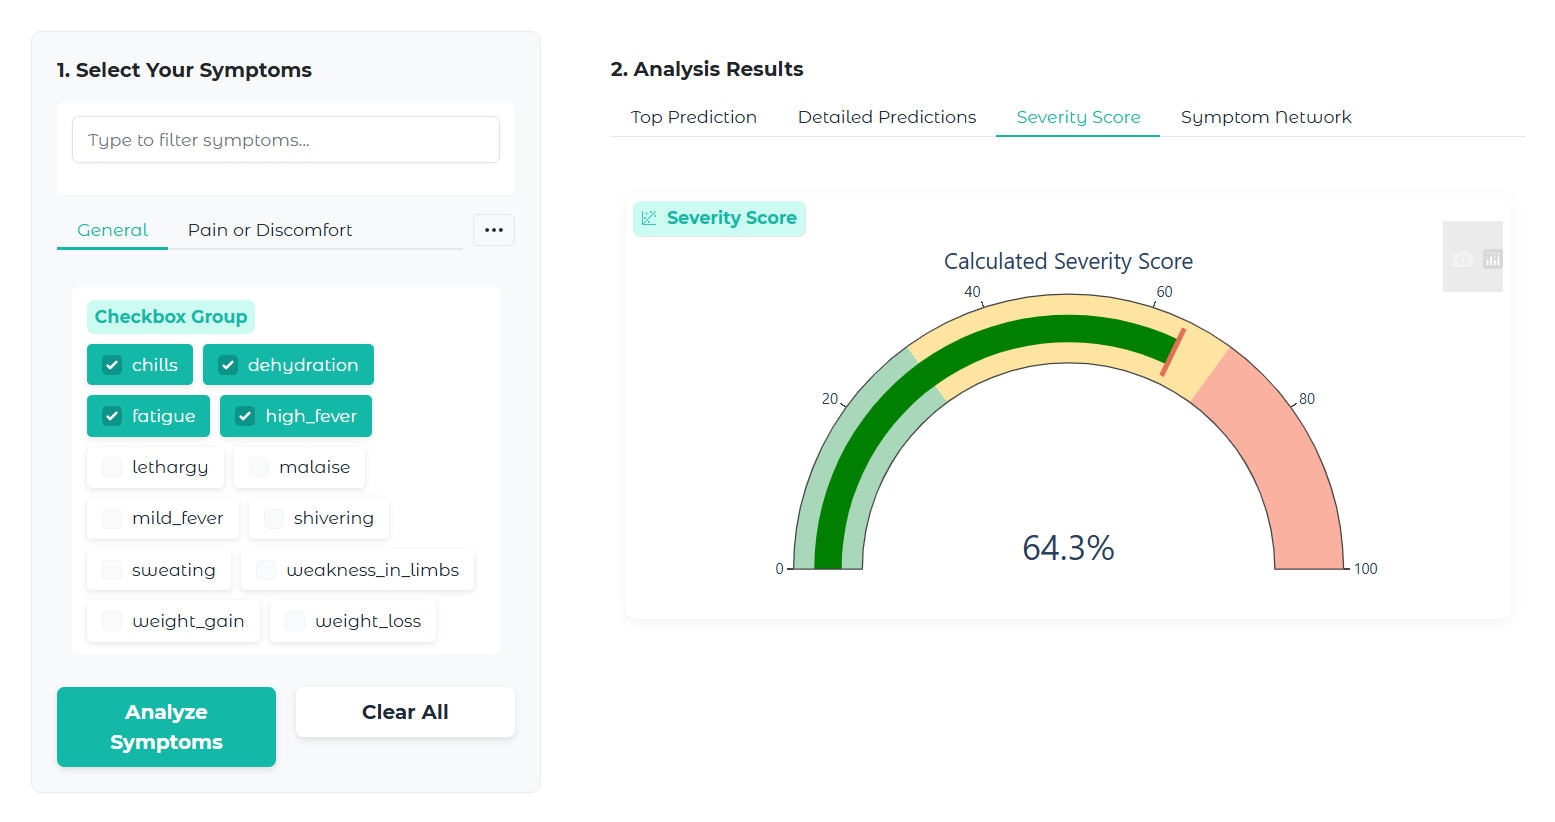 1. Select Your Symptoms
Type to filter symptoms...
General Pain or Discomfort
Checkbox Group
chills dehydration
fatigue high_fever
lethargy malaise
mild_fever shivering
sweating weakness_in_limbs
weight_gain weight_loss
Analyze
Symptoms
Clear All
2. Analysis Results
Top Prediction Detailed Predictions Severity Score Symptom Network
Severity Score
Calculated Severity Score
40 60
20 80
64.3%
0 100